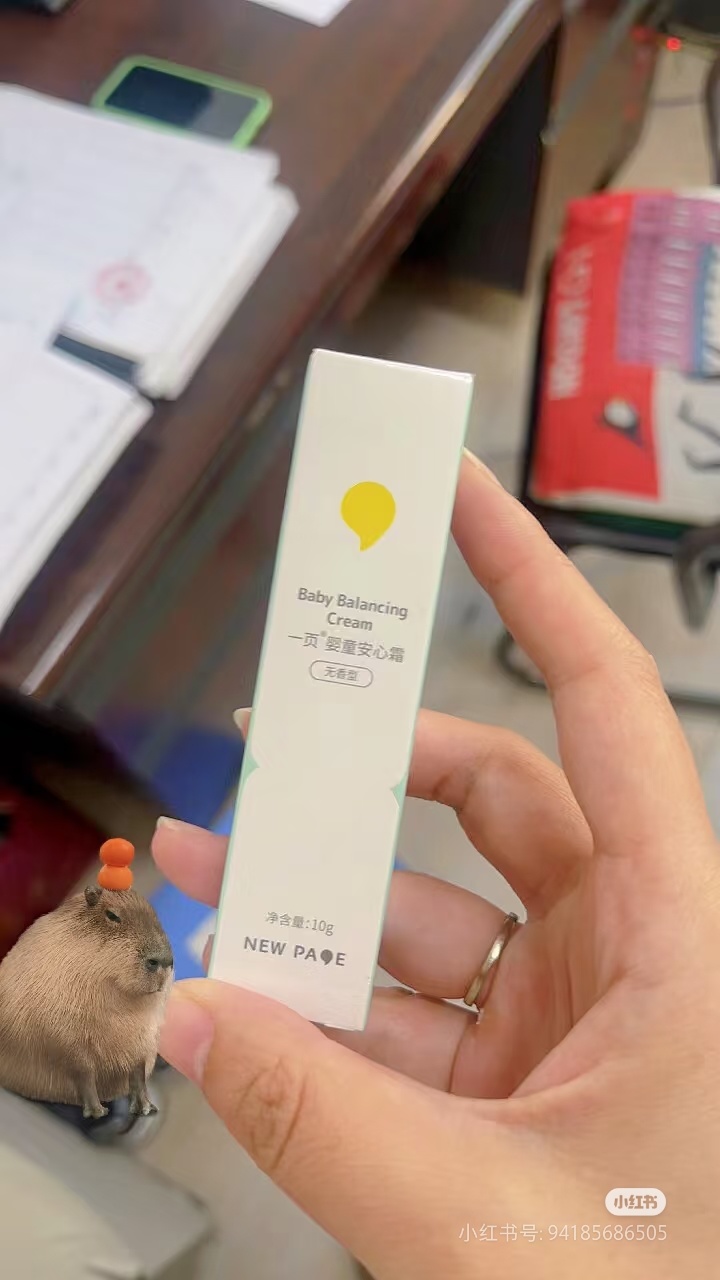 Baby Balancing
Cream
一页®婴童安心霜
无香型
净含量:10g
NEW PAGE
小红书
小红书号: 94185686505